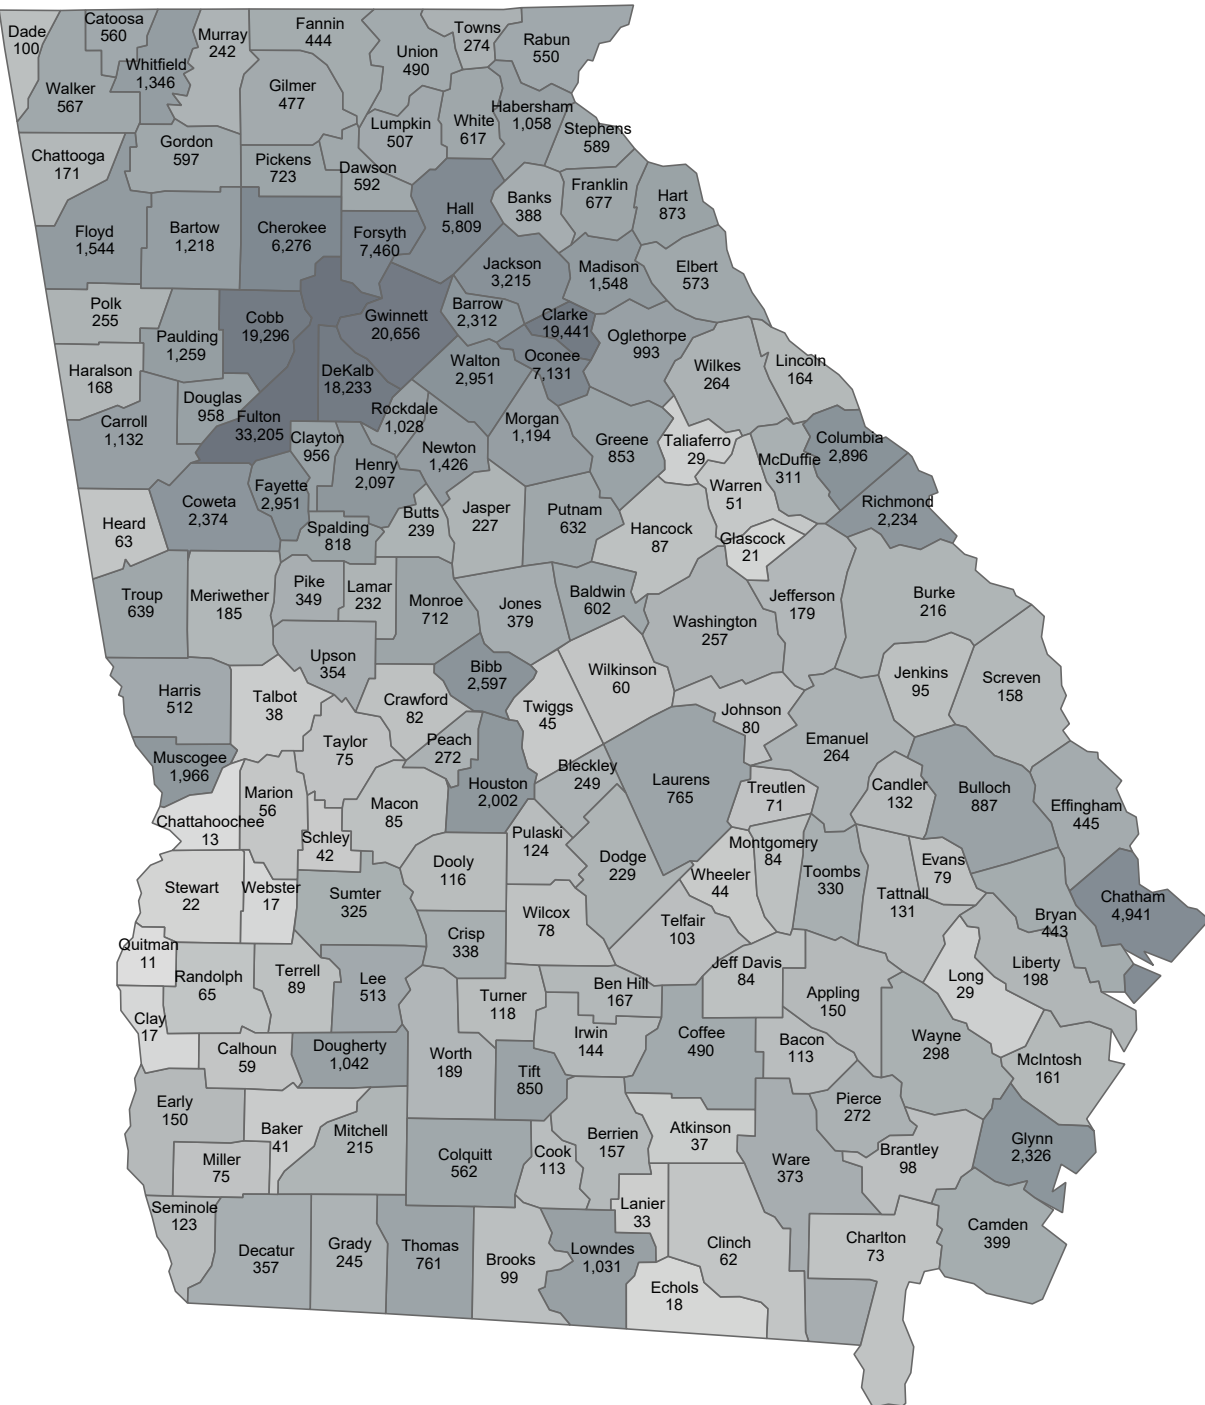 Dade
100
Catoosa
560
Whitfield
1,346
Murray
242
Fannin
444
Union
490
Towns
274
Rabun
550
Walker
567
Gilmer
477
Lumpkin
507
White
617
Habersham
1,058
Stephens
589
Chattooga
171
Gordon
597
Pickens
723
Dawson
592
Hall
5,809
Banks
388
Franklin
677
Hart
873
Floyd
1,544
Bartow
1,218
Cherokee
6,276
Forsyth
7,460
Jackson
3,215
Madison
1,548
Elbert
573
Polk
255
Paulding
1,259
Cobb
19,296
Gwinnett
20,656
Barrow
2,312
Clarke
19,441
Oconee
7,131
Oglethorpe
993
Wilkes
264
Lincoln
164
Haralson
168
Douglas
958
Fulton
33,205
DeKalb
18,233
Rockdale
1,028
Walton
2,951
Morgan
1,194
Greene
853
Taliaferro
29
McDuffie
311
Columbia
2,896
Carroll
1,132
Clayton
956
Henry
2,097
Newton
1,426
Warren
51
Richmond
2,234
Heard
63
Coweta
2,374
Fayette
2,951
Spalding
818
Butts
239
Jasper
227
Putnam
632
Hancock
87
Glascock
21
Troup
639
Meriwether
185
Pike
349
Lamar
232
Monroe
712
Jones
379
Baldwin
602
Washington
257
Jefferson
179
Burke
216
Harris
512
Talbot
38
Upson
354
Crawford
82
Bibb
2,597
Twiggs
45
Wilkinson
60
Johnson
80
Jenkins
95
Screven
158
Muscogee
1,966
Taylor
75
Peach
272
Houston
2,002
Bleckley
249
Laurens
765
Emanuel
264
Treutlen
71
Candler
132
Bulloch
887
Effingham
445
Chattahoochee
13
Marion
56
Schley
42
Macon
85
Pulaski
124
Dodge
229
Wheeler
44
Montgomery
84
Toombs
330
Tattnall
131
Evans
79
Bryan
443
Chatham
4,941
Stewart
22
Webster
17
Sumter
325
Dooly
116
Crisp
338
Wilcox
78
Telfair
103
Jeff Davis
84
Appling
150
Long
29
Liberty
198
Quitman
11
Randolph
65
Terrell
89
Lee
513
Turner
118
Ben Hill
167
Irwin
144
Coffee
490
Bacon
113
Wayne
298
McIntosh
161
Clay
17
Calhoun
59
Dougherty
1,042
Worth
189
Tift
850
Early
150
Baker
41
Mitchell
215
Miller
75
Colquitt
562
Cook
113
Berrien
157
Atkinson
37
Ware
373
Pierce
272
Brantley
98
Glynn
2,326
Seminole
123
Decatur
357
Grady
245
Thomas
761
Brooks
99
Lowndes
1,031
Lanier
33
Echols
18
Clinch
62
Charlton
73
Camden
399